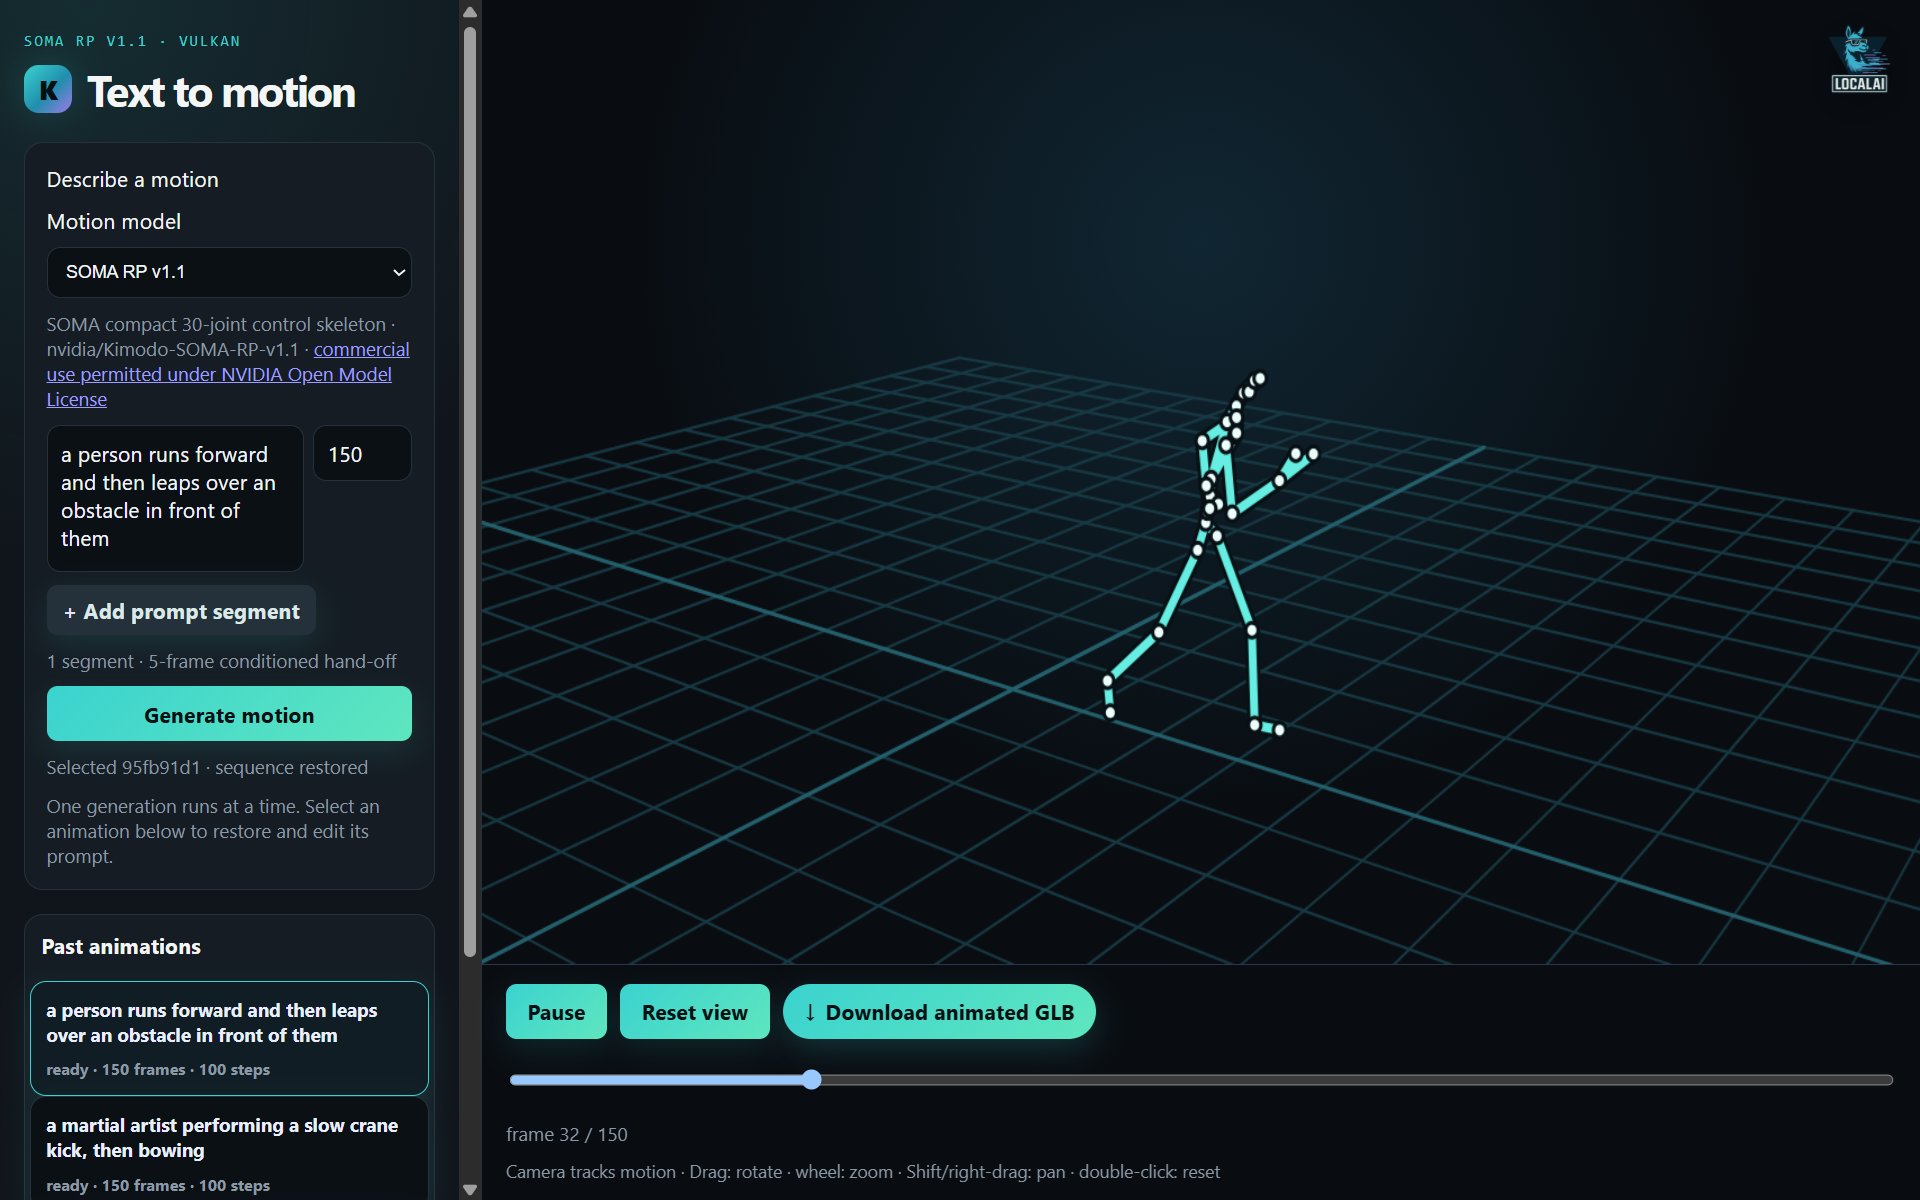 SOMA RP V1.1 · VULKAN
K
Text to motion
Describe a motion
Motion model
SOMA RP v1.1
SOMA compact 30-joint control skeleton ·
nvidia/Kimodo-SOMA-RP-v1.1 · commercial
use permitted under NVIDIA Open Model
License
a person runs forward
and then leaps over an
obstacle in front of
them
150
+ Add prompt segment
1 segment · 5-frame conditioned hand-off
Generate motion
Selected 95fb91d1 · sequence restored
One generation runs at a time. Select an
animation below to restore and edit its
prompt.
Past animations
a person runs forward and then leaps
over an obstacle in front of them
ready · 150 frames · 100 steps
a martial artist performing a slow crane
kick, then bowing
ready · 150 frames · 100 steps
LOCALAI
Pause
Reset view
↓ Download animated GLB
frame 32 / 150
Camera tracks motion · Drag: rotate · wheel: zoom · Shift/right-drag: pan · double-click: reset